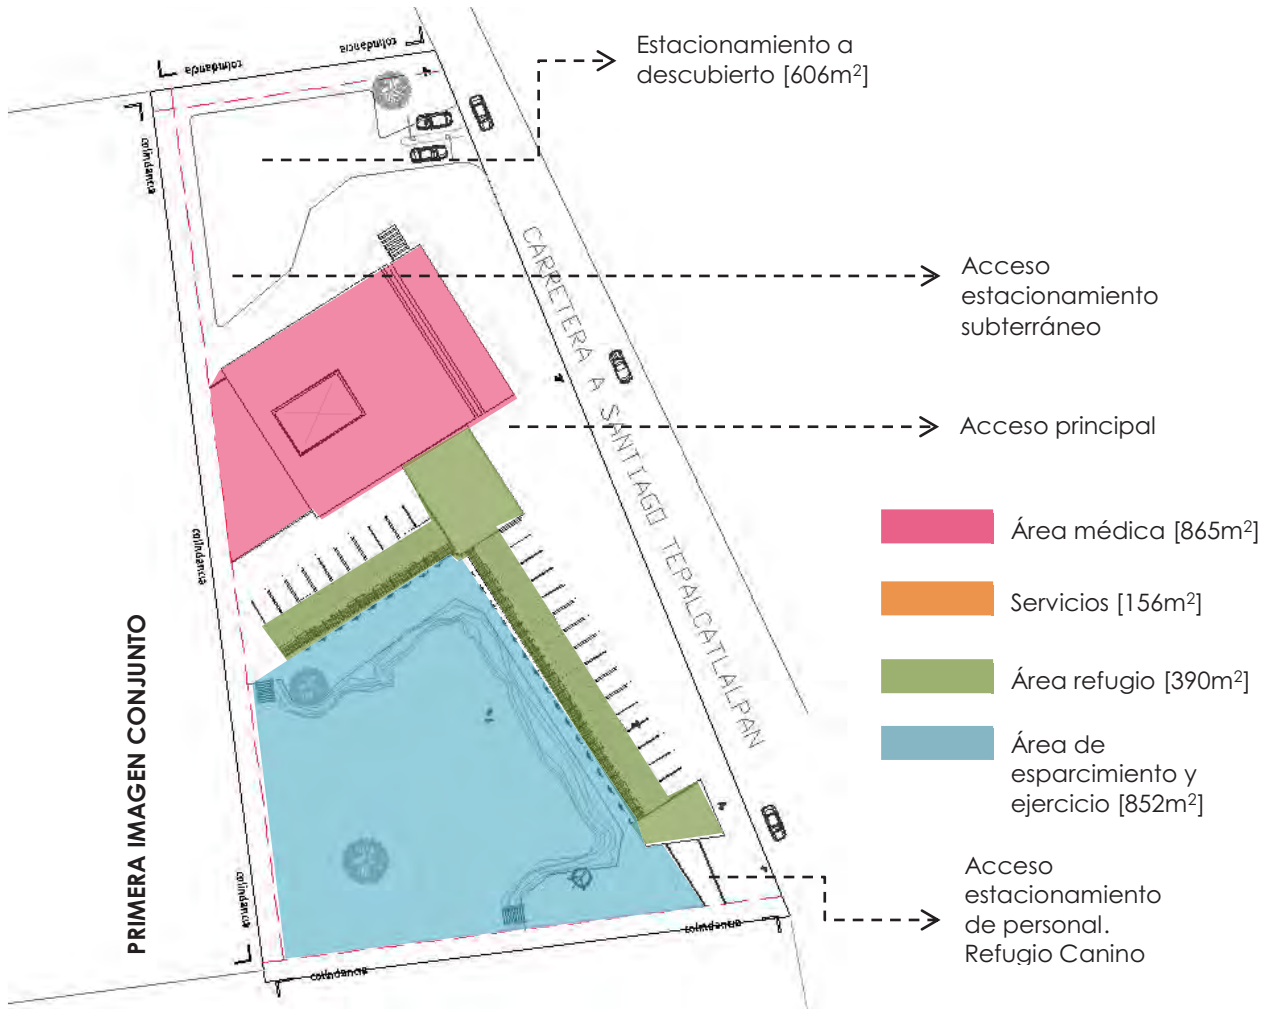 Estacionamiento a
descubierto [606m²]
colindancia
colindancia
colindancia
CARRETERA A SANTIAGO TEPALCATLALPAN
Acceso
estacionamiento
subterráneo
Acceso principal
Área médica [865m²]
Servicios [156m²]
Área refugio [390m²]
Área de
esparcimiento y
ejercicio [852m²]
colindancia
PRIMERA IMAGEN CONJUNTO
Acceso
estacionamiento
de personal.
Refugio Canino
colindancia
colindancia
colindancia